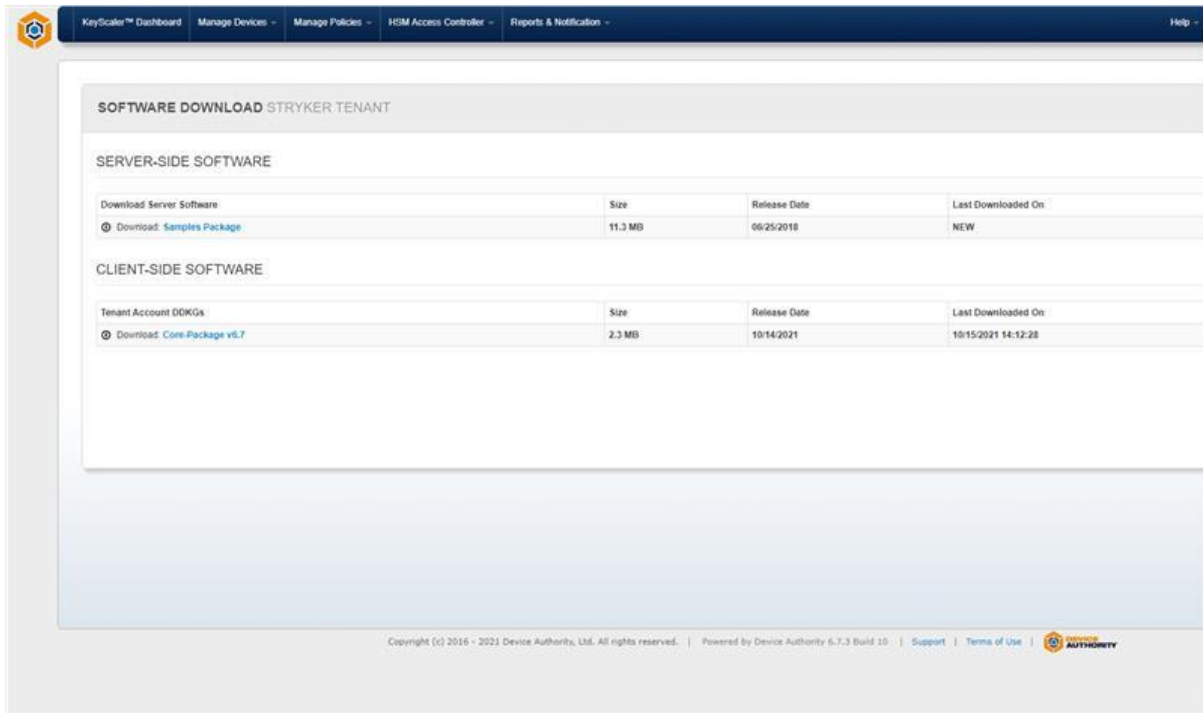 KeyScaler™ Dashboard Manage Devices Manage Policies HSM Access Controller Reports & Notification Help
SOFTWARE DOWNLOAD STRYKER TENANT
SERVER-SIDE SOFTWARE
Download Server Software Size Release Date Last Downloaded On
Download: Samples Package 11.3 MB 06/25/2018 NEW
CLIENT-SIDE SOFTWARE
Tenant Account DDKGs Size Release Date Last Downloaded On
Download: Core-Package v6.7 2.3 MB 10/14/2021 10/15/2021 14:12:28
Copyright (c) 2016 - 2021 Device Authority, Ltd. All rights reserved. | Powered by Device Authority 6.7.3 Build 10 | Support | Terms of Use | DEVICE AUTHORITY